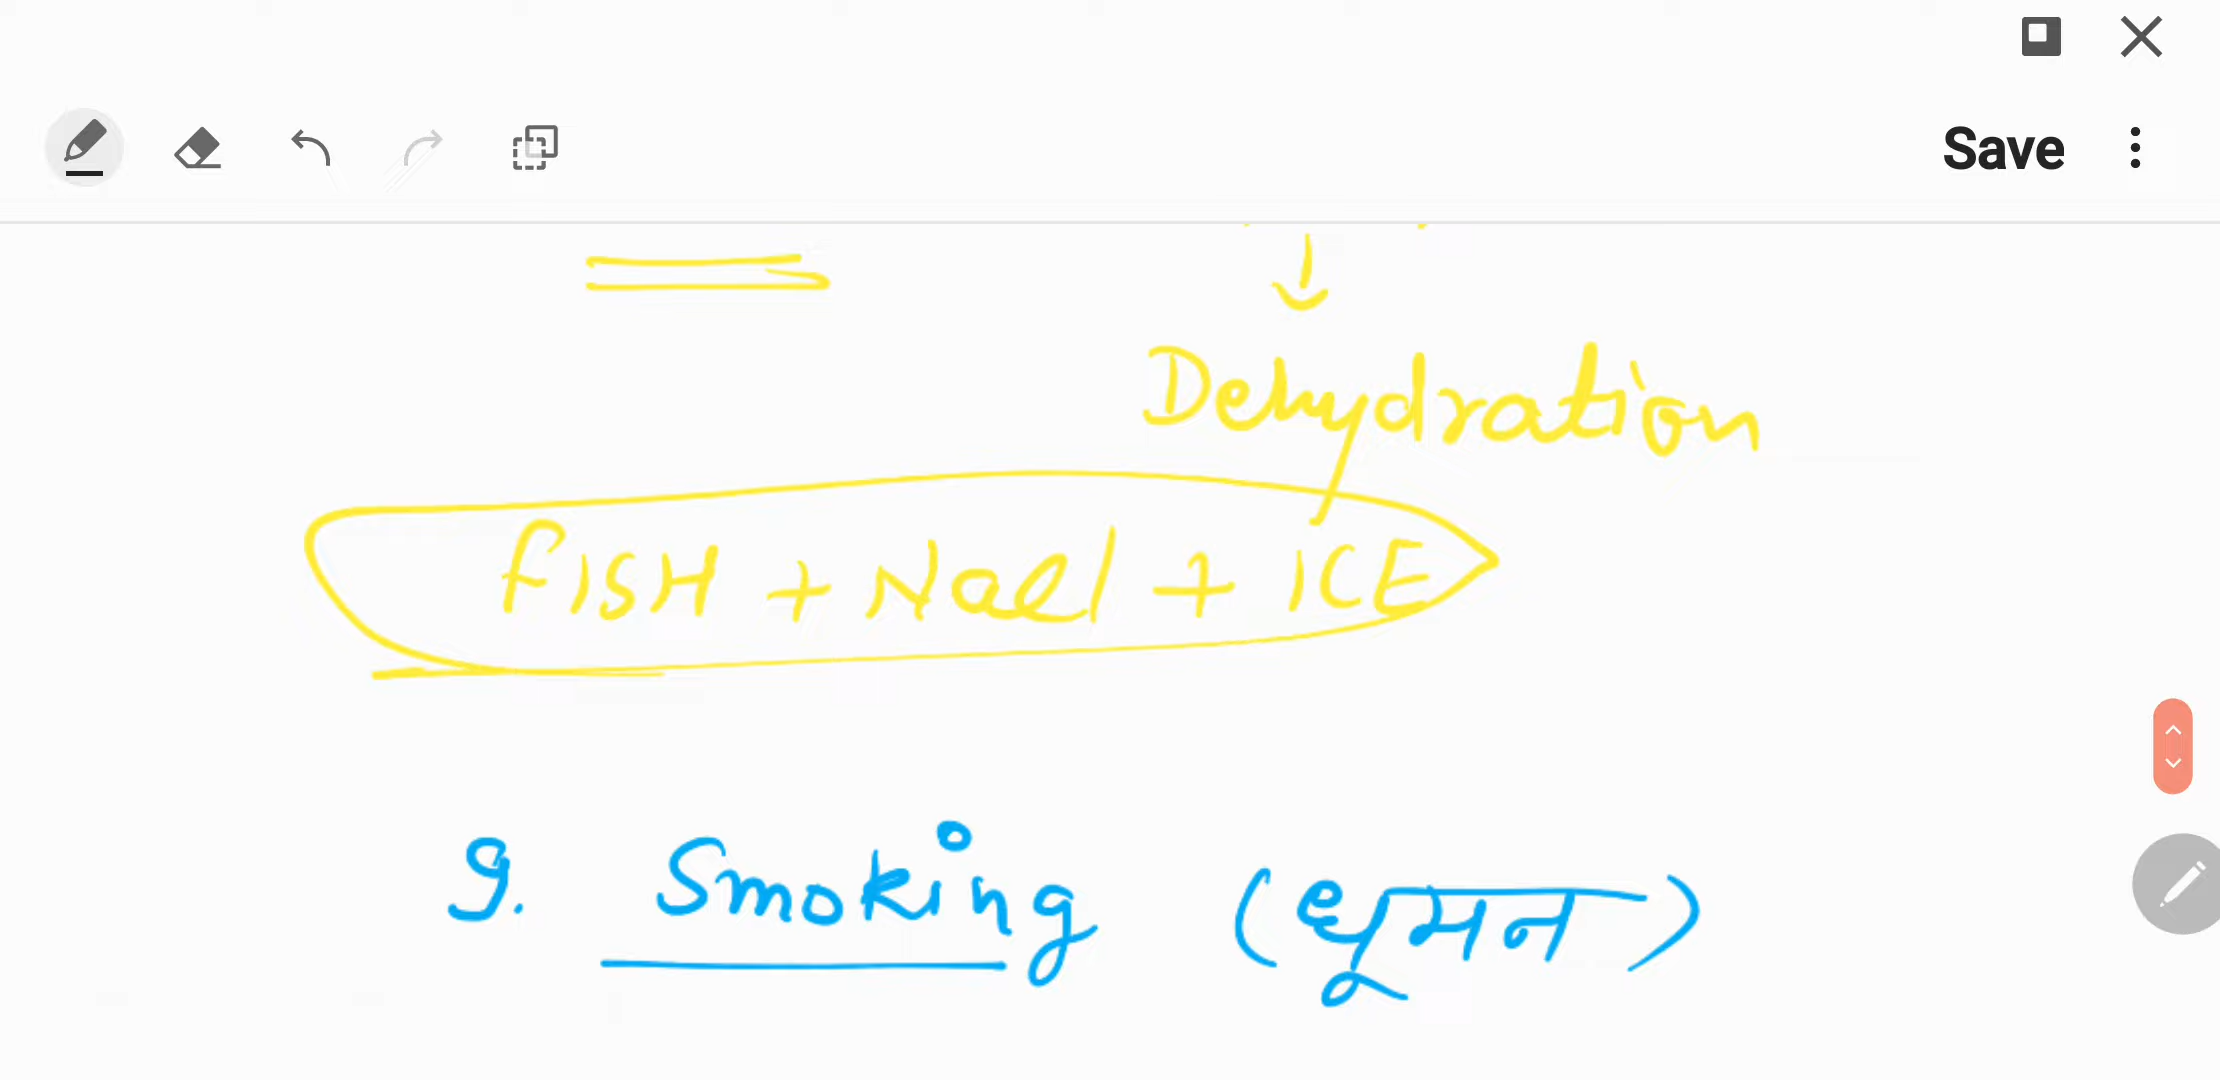 Save
↓
Dehydration
FISH + NaCl + ICE
9. Smoking (धूमन)